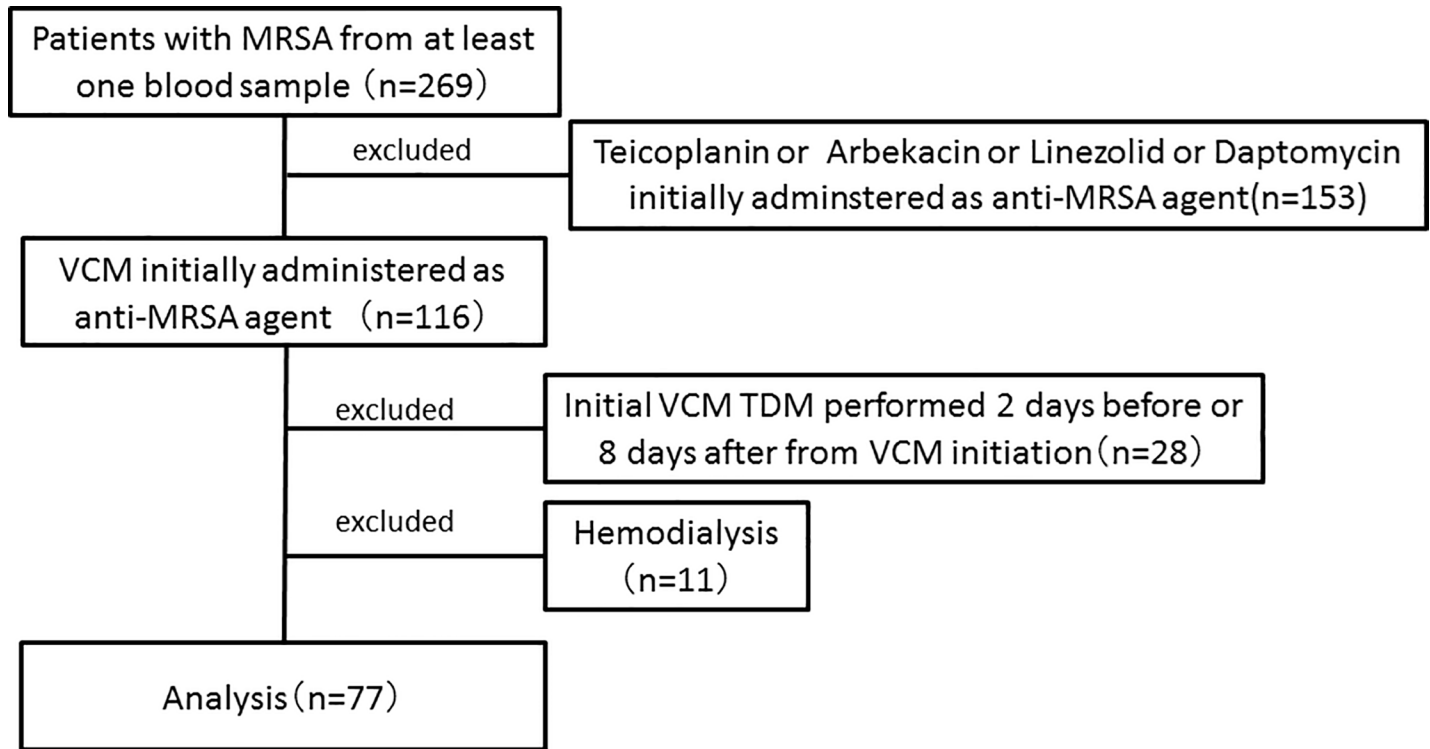 Patients with MRSA from at least
one blood sample（n=269）
excluded
Teicoplanin or Arbekacin or Linezolid or Daptomycin
initially adminstered as anti-MRSA agent(n=153)
VCM initially administered as
anti-MRSA agent （n=116）
excluded
Initial VCM TDM performed 2 days before or
8 days after from VCM initiation（n=28）
excluded
Hemodialysis
（n=11）
Analysis（n=77）